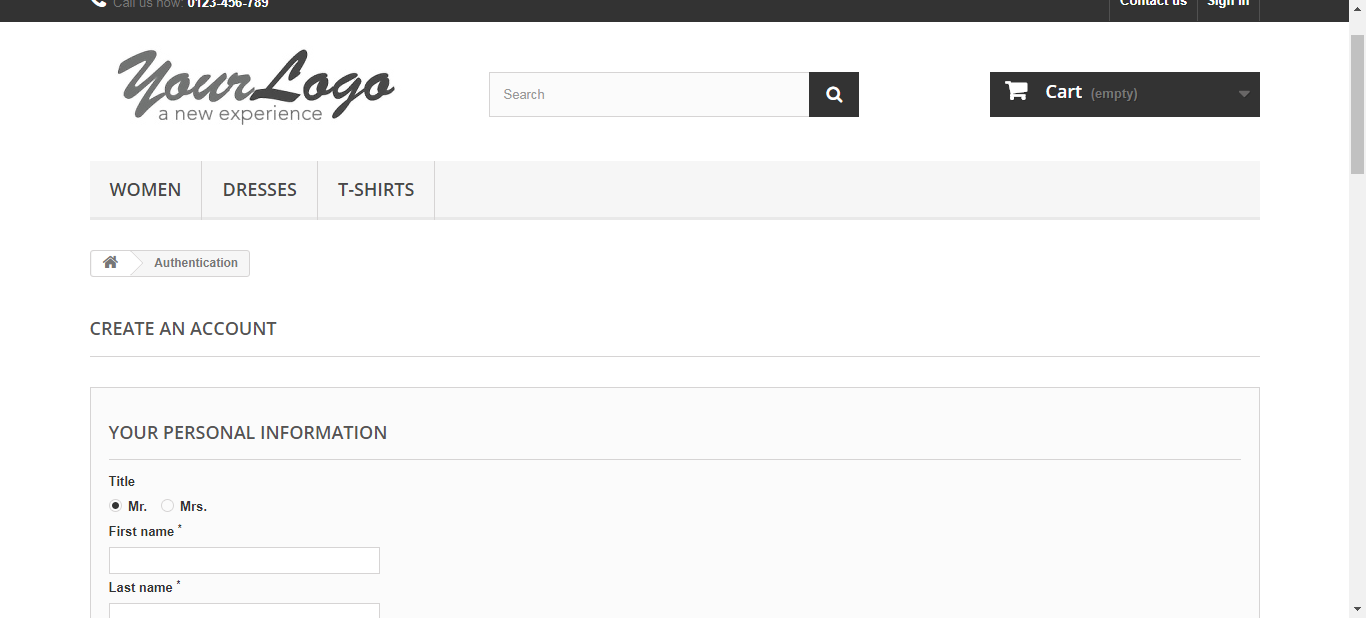 Call us now: 0123-456-789
Contact us
Sign in
YourLogo
a new experience
Search
Cart (empty)
WOMEN
DRESSES
T-SHIRTS
Authentication
CREATE AN ACCOUNT
YOUR PERSONAL INFORMATION
Title
Mr.
Mrs.
First name *
Last name *